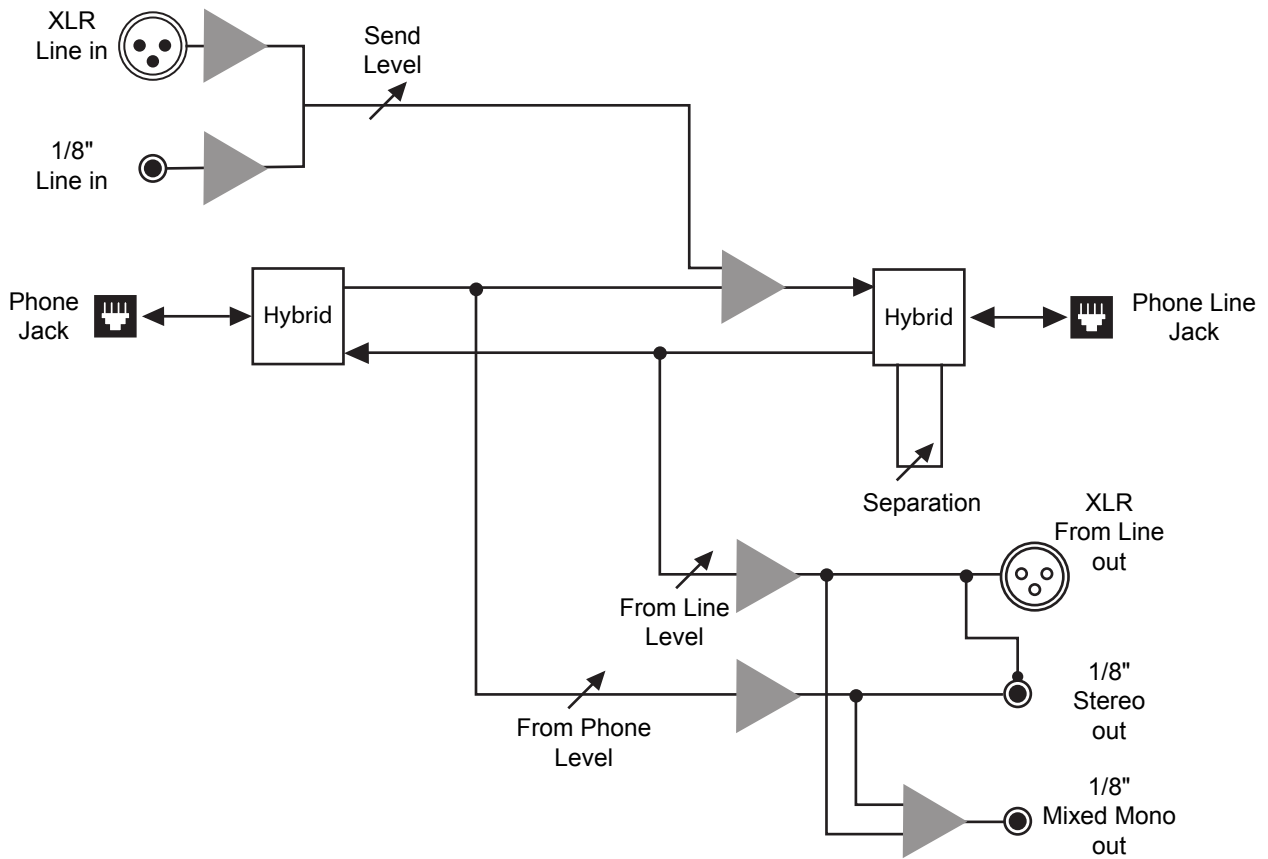 XLR
Line in
Send
Level
1/8"
Line in
Phone
Jack
Hybrid
Hybrid
Phone Line
Jack
Separation
XLR
From Line
out
From Line
Level
1/8"
Stereo
out
From Phone
Level
1/8"
Mixed Mono
out